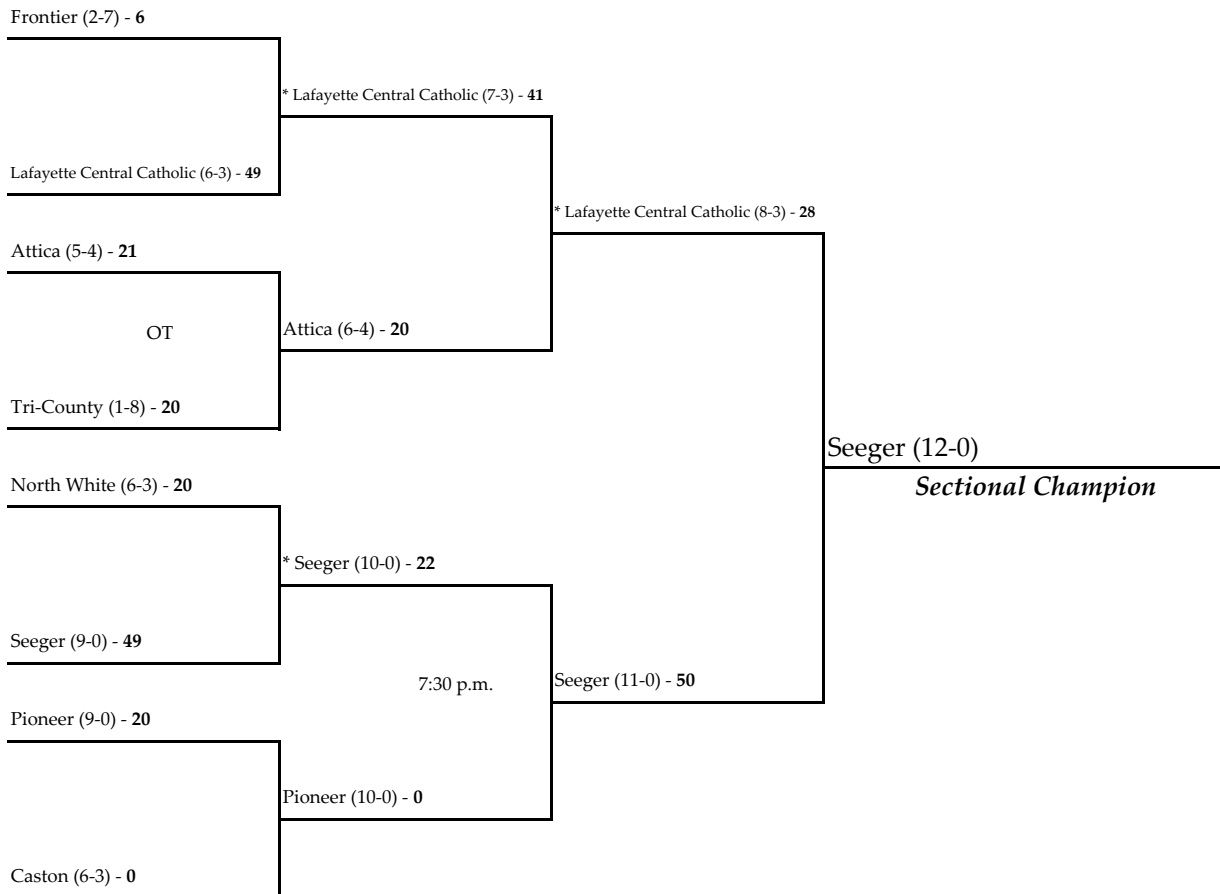 Frontier (2-7) - 6
* Lafayette Central Catholic (7-3) - 41
Lafayette Central Catholic (6-3) - 49
* Lafayette Central Catholic (8-3) - 28
Attica (5-4) - 21
OT
Attica (6-4) - 20
Tri-County (1-8) - 20
Seeger (12-0)
Sectional Champion
North White (6-3) - 20
* Seeger (10-0) - 22
Seeger (9-0) - 49
7:30 p.m.
Seeger (11-0) - 50
Pioneer (9-0) - 20
Pioneer (10-0) - 0
Caston (6-3) - 0